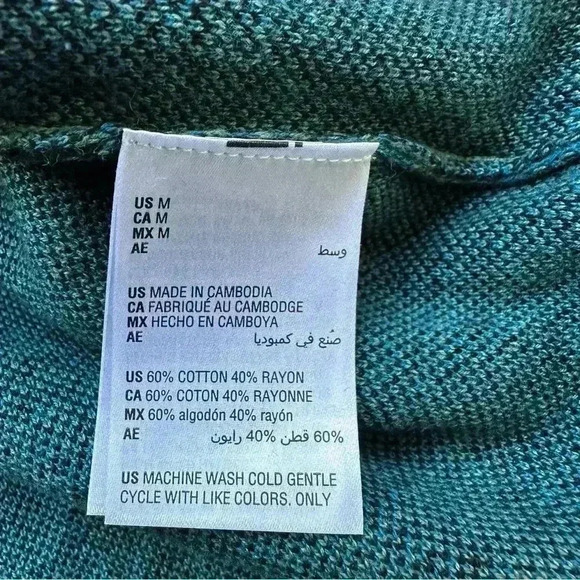 US M
CA M
MX M
AE وسط
US MADE IN CAMBODIA
CA FABRIQUÉ AU CAMBODGE
MX HECHO EN CAMBOYA
AE صُنع في كمبوديا
US 60% COTTON 40% RAYON
CA 60% COTON 40% RAYONNE
MX 60% algodón 40% rayón
AE 60% قطن 40% رايون
US MACHINE WASH COLD GENTLE
CYCLE WITH LIKE COLORS. ONLY